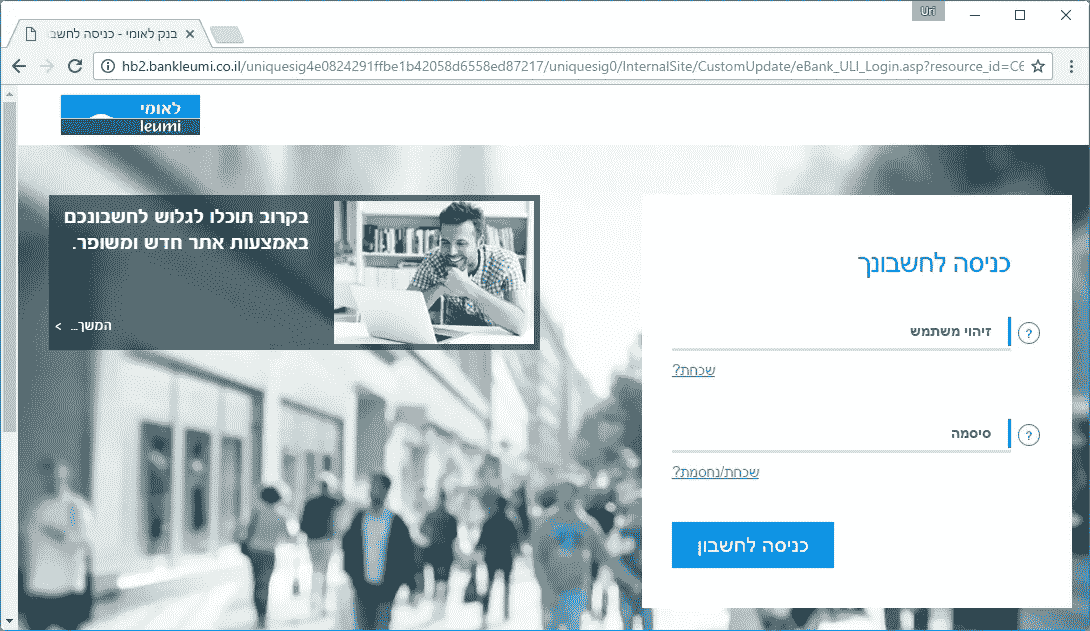 Uri
בנק לאומי - כניסה לחשב
hb2.bankleumi.co.il/uniquesig4e0824291ffbe1b42058d6558ed87217/uniquesig0/InternalSite/CustomUpdate/eBank_ULI_Login.asp?resource_id=C6
לאומי
leumi
בקרוב תוכלו לגלוש לחשבונכם
באמצעות אתר חדש ומשופר.
המשך... >
כניסה לחשבונך
זיהוי משתמש
?
שכחת?
סיסמה
?
שכחת/נחסמת?
כניסה לחשבון